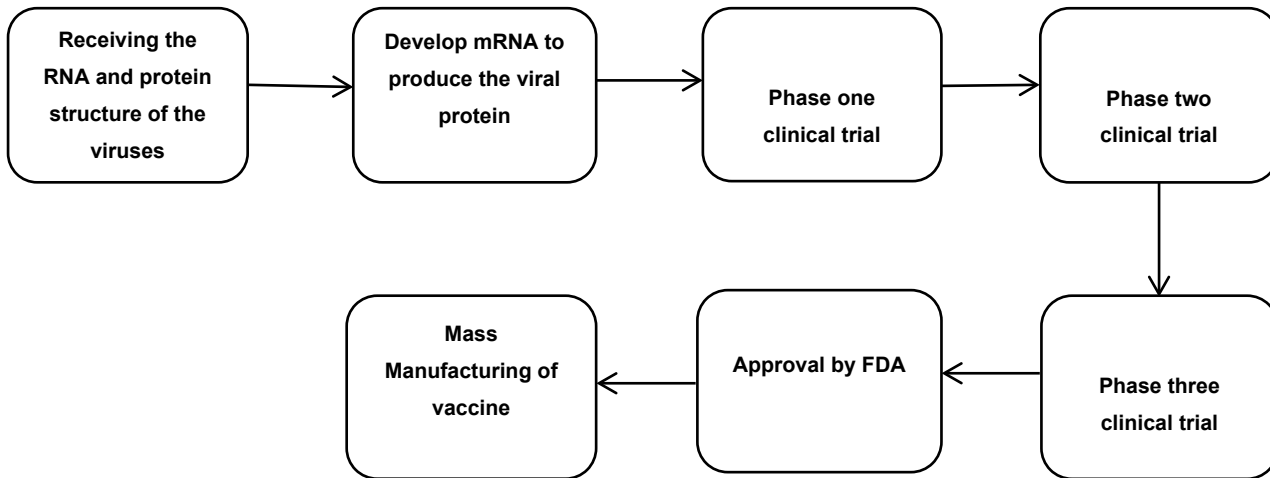 Receiving the
RNA and protein
structure of the
viruses
Develop mRNA to
produce the viral
protein
Phase one
clinical trial
Phase two
clinical trial
Phase three
clinical trial
Approval by FDA
Mass
Manufacturing of
vaccine